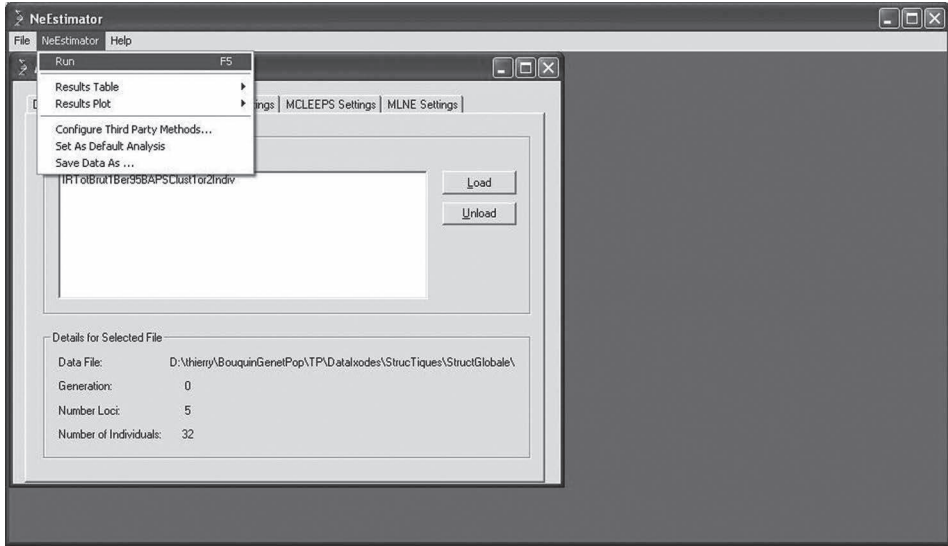 NeEstimator
File NeEstimator Help
Run F5
Results Table
Results Plot
Configure Third Party Methods...
Set As Default Analysis
Save Data As ...
MCLEEPS Settings MLNE Settings
IRTotBrut1Ber95BAPSClust1or2Indiv
Load
Unload
Details for Selected File
Data File: D:\thierry\BouquinGenetPop\TP\DataIxodes\StrucTiques\StructGlobale\
Generation: 0
Number Loci: 5
Number of Individuals: 32